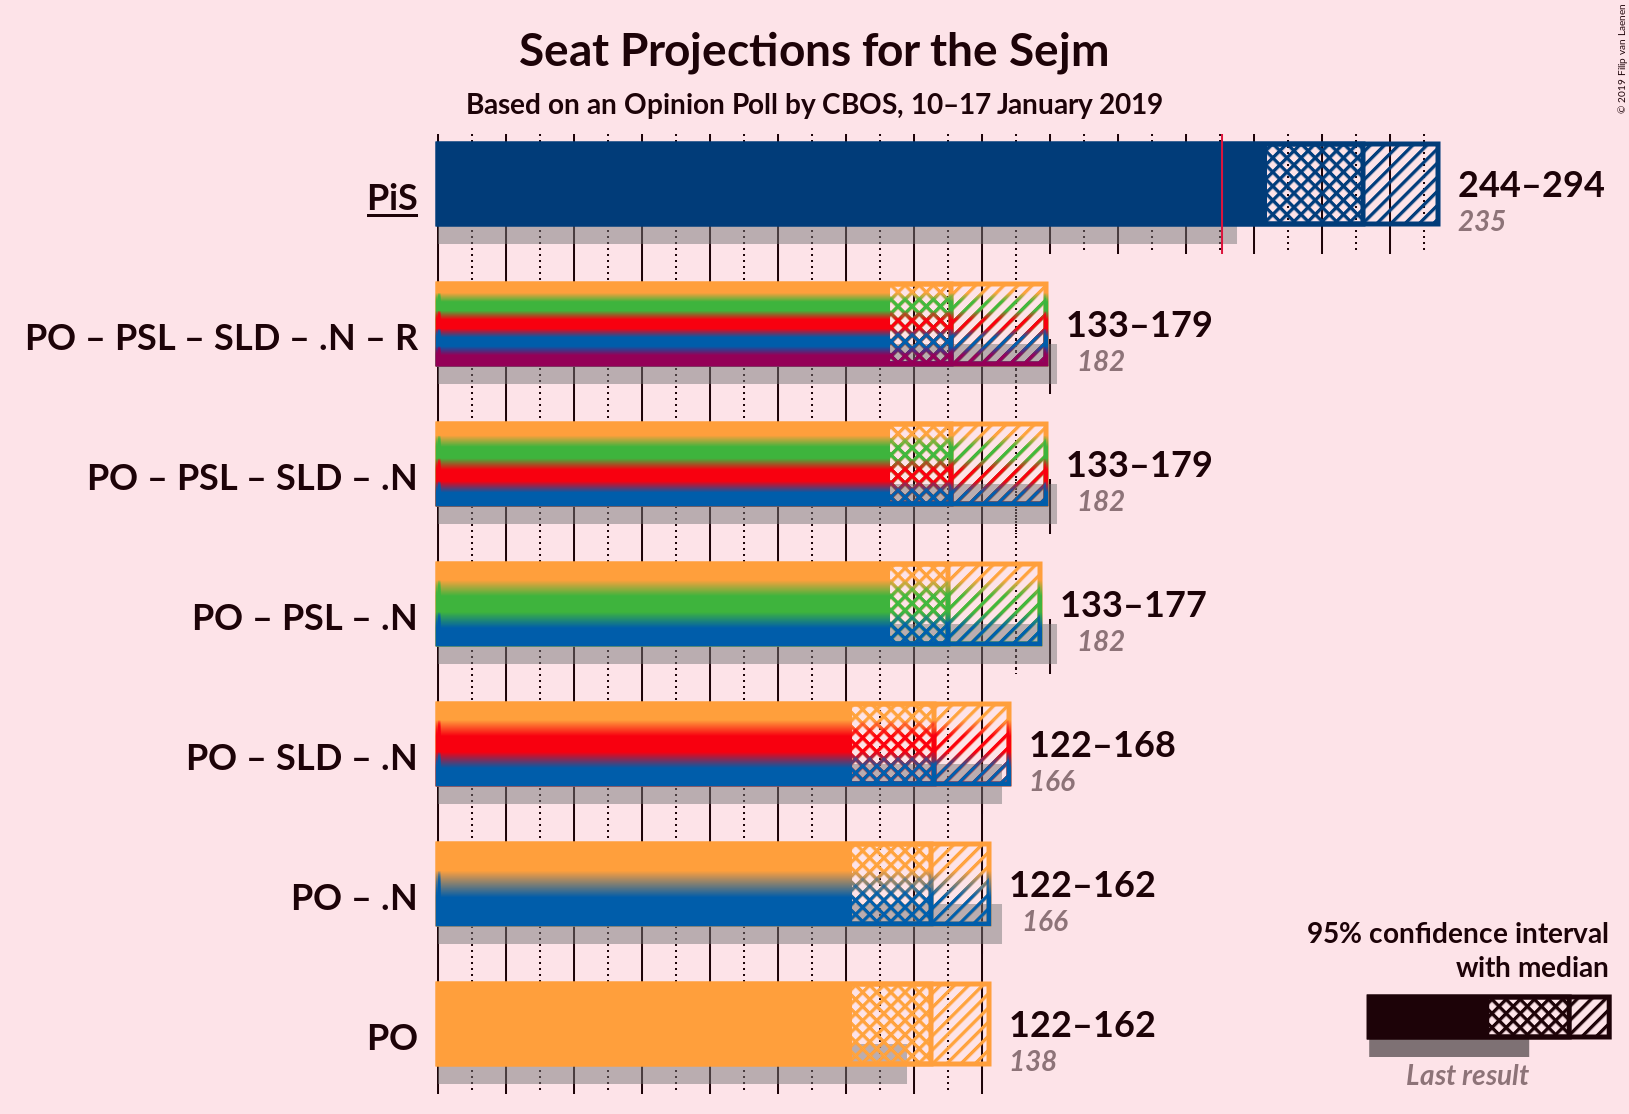 Seat Projections for the Sejm
Based on an Opinion Poll by CBOS, 10–17 January 2019
© 2019 Filip van Laenen
PiS
244–294
235
PO – PSL – SLD – .N – R
133–179
182
PO – PSL – SLD – .N
133–179
182
PO – PSL – .N
133–177
182
PO – SLD – .N
122–168
166
PO – .N
122–162
166
PO
122–162
138
95% confidence interval
with median
Last result